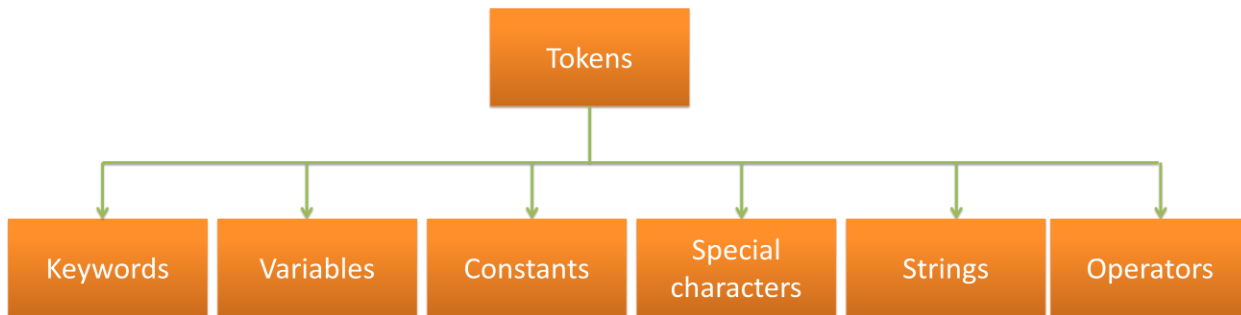 Tokens
Keywords
Variables
Constants
Special
characters
Strings
Operators